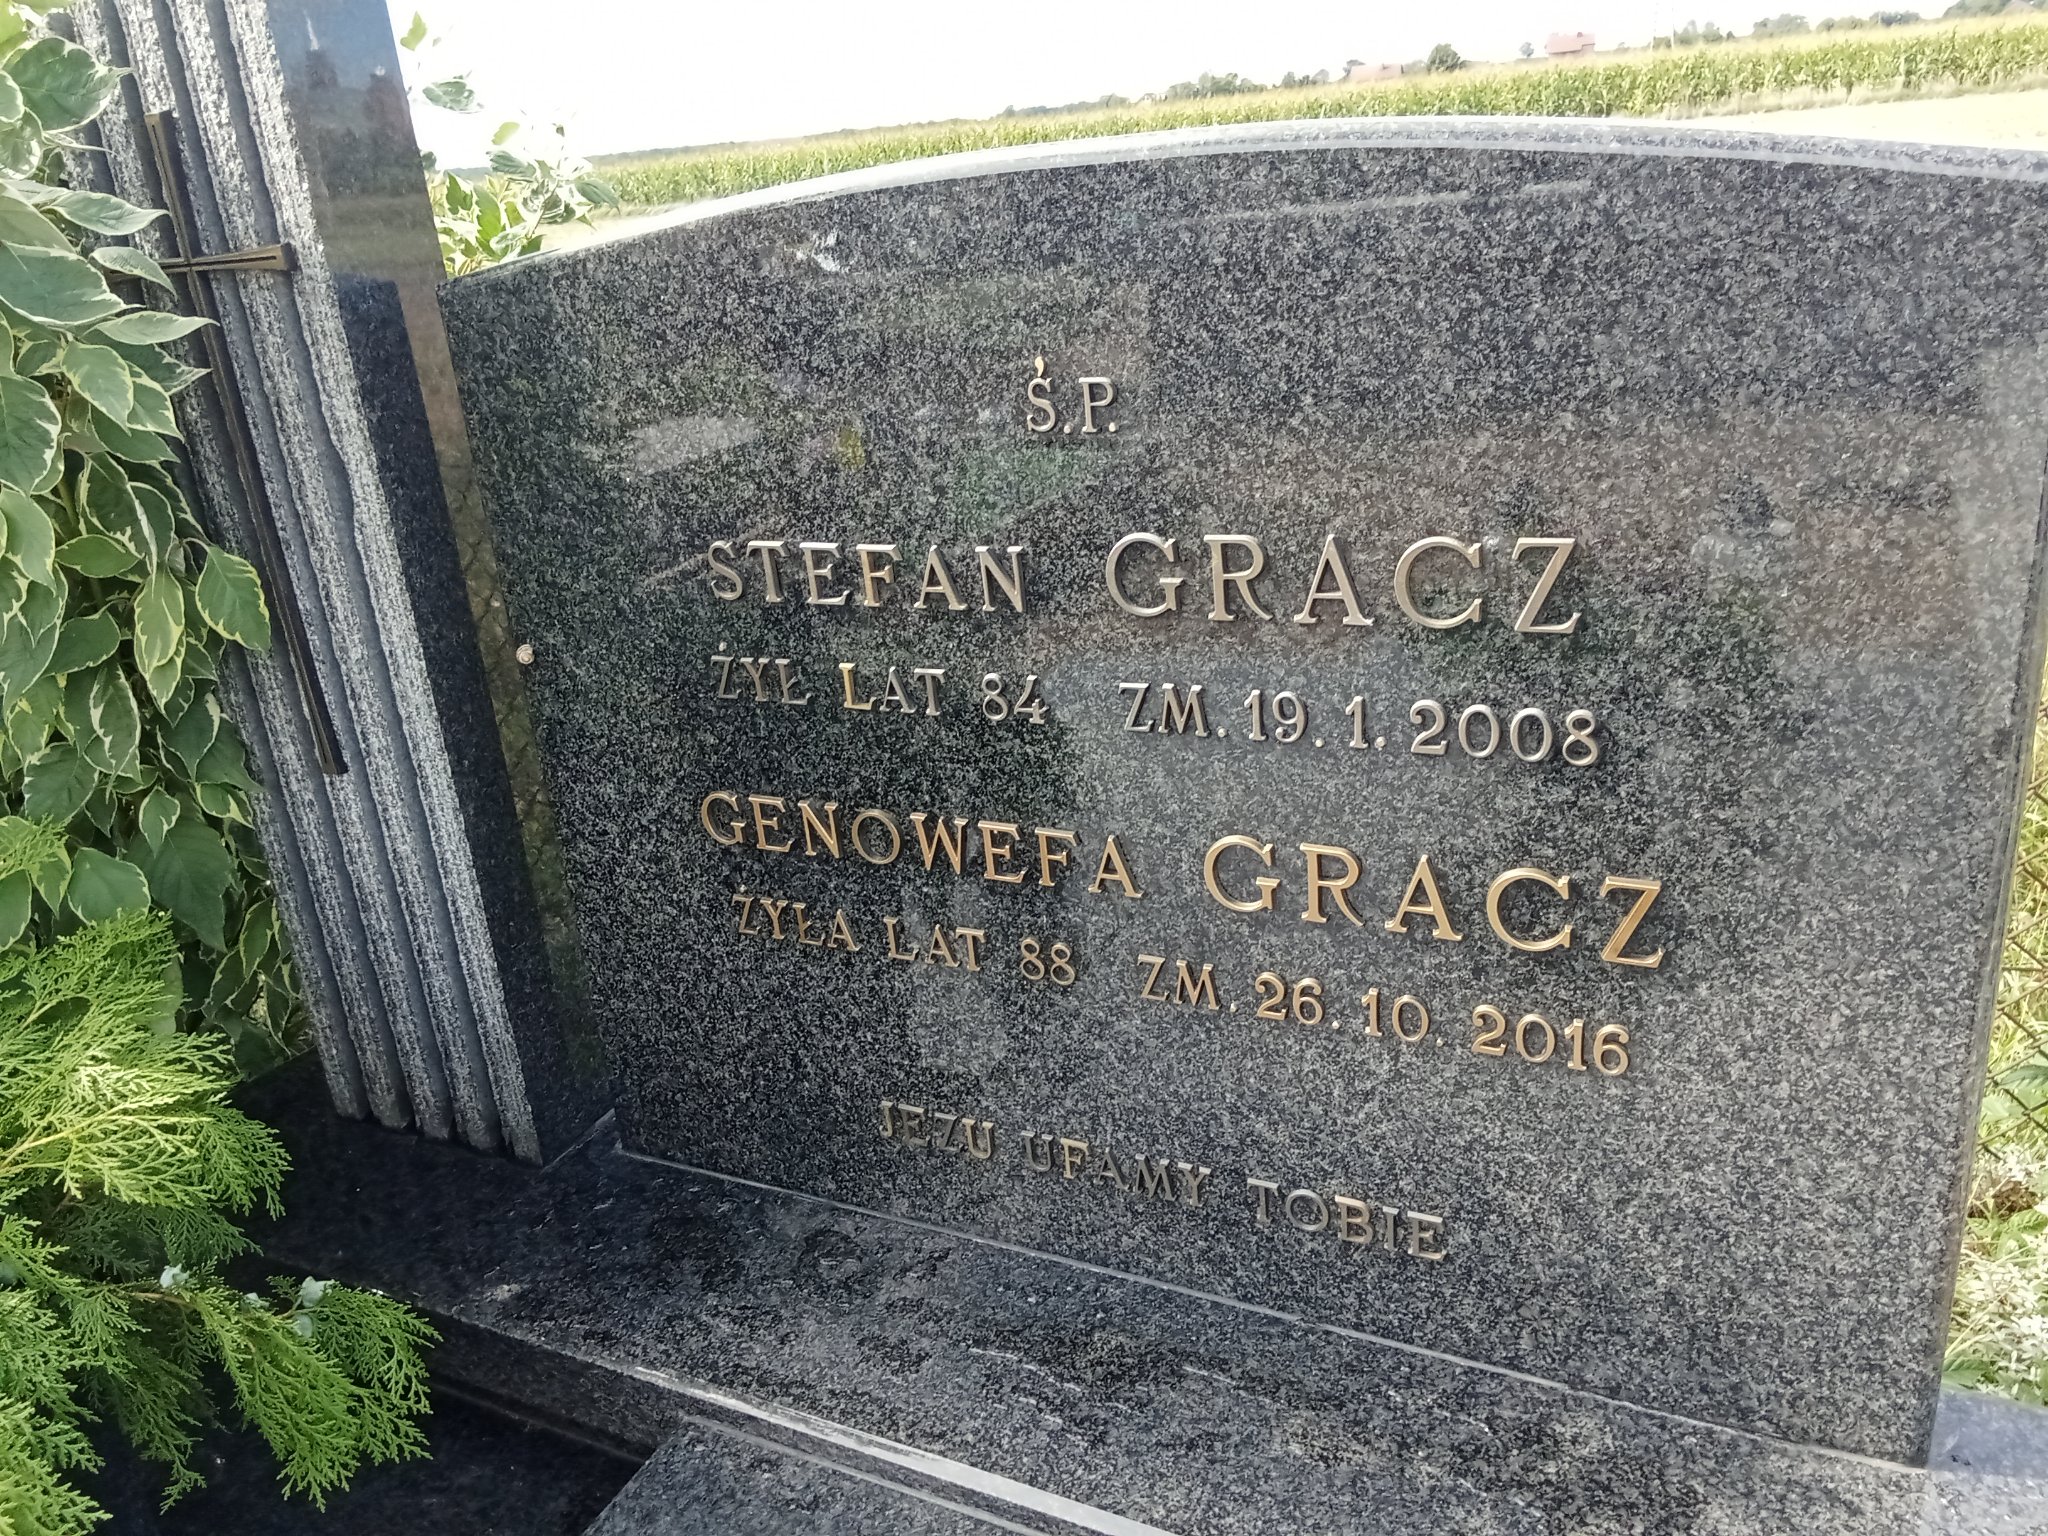 Ś.P.
STEFAN GRACZ
ŻYŁ LAT 84 ZM. 19. 1. 2008
GENOWEFA GRACZ
ŻYŁA LAT 88 ZM. 26. 10. 2016
JEZU UFAMY TOBIE